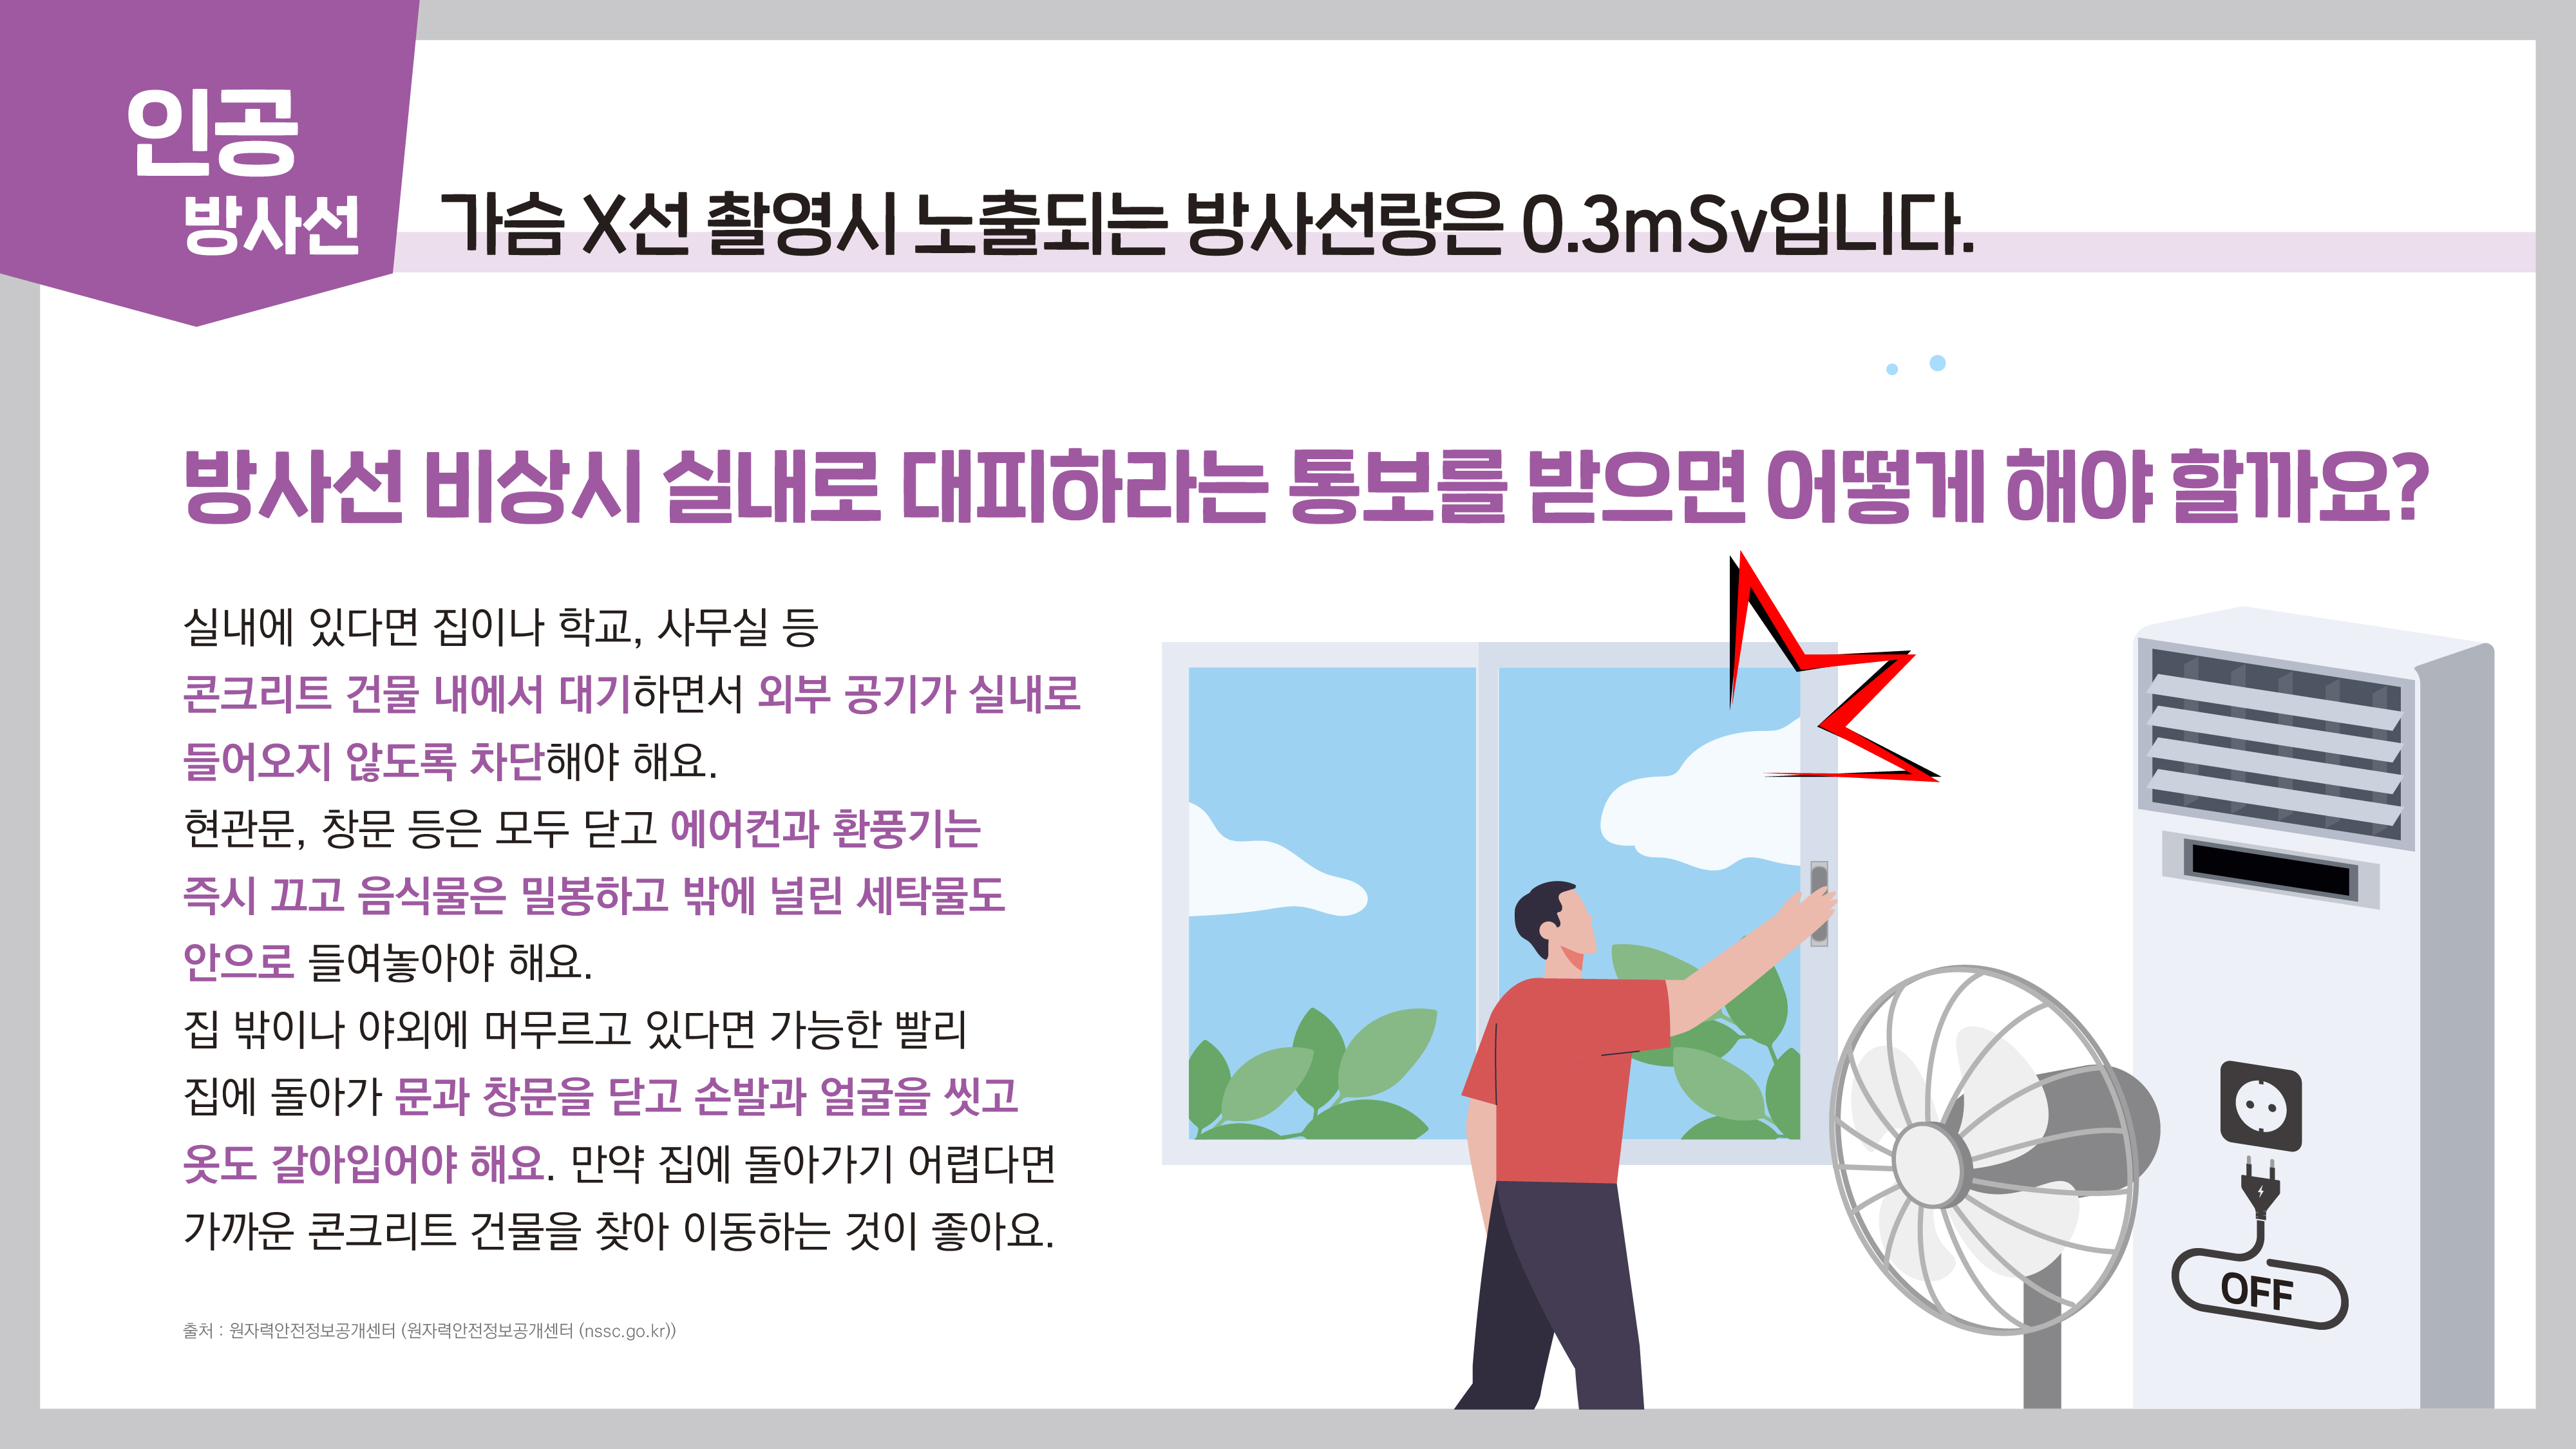 인공
방사선
가슴 X선 촬영시 노출되는 방사선량은 0.3mSv입니다.
방사선 비상시 실내로 대피하라는 통보를 받으면 어떻게 해야 할까요?
실내에 있다면 집이나 학교, 사무실 등
콘크리트 건물 내에서 대기하면서 외부 공기가 실내로
들어오지 않도록 차단해야 해요.
현관문, 창문 등은 모두 닫고 에어컨과 환풍기는
즉시 끄고 음식물은 밀봉하고 밖에 널린 세탁물도
안으로 들여놓아야 해요.
집 밖이나 야외에 머무르고 있다면 가능한 빨리
집에 돌아가 문과 창문을 닫고 손발과 얼굴을 씻고
옷도 갈아입어야 해요. 만약 집에 돌아가기 어렵다면
가까운 콘크리트 건물을 찾아 이동하는 것이 좋아요.
출처 : 원자력안전정보공개센터 (원자력안전정보공개센터 (nssc.go.kr))
OFF